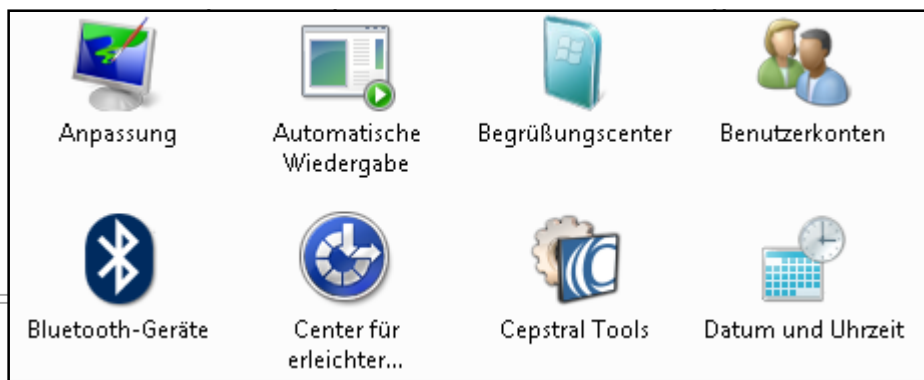 Anpassung
Automatische
Wiedergabe
Begrüßungscenter
Benutzerkonten
Bluetooth-Geräte
Center für
erleichter...
Cepstral Tools
Datum und Uhrzeit